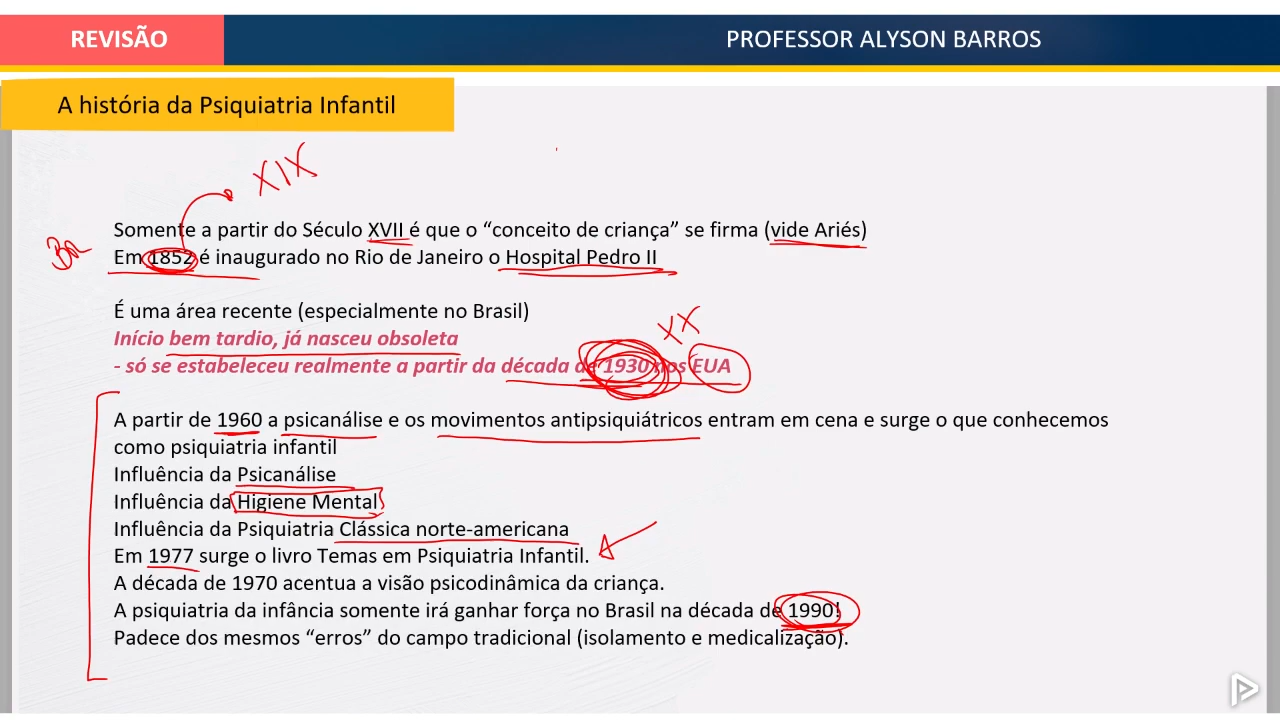 REVISÃO
PROFESSOR ALYSON BARROS
A história da Psiquiatria Infantil
XIX
Somente a partir do Século XVII é que o “conceito de criança” se firma (vide Ariés)
BR
Em 1852 é inaugurado no Rio de Janeiro o Hospital Pedro II
É uma área recente (especialmente no Brasil)
XX
Início bem tardio, já nasceu obsoleta
- só se estabeleceu realmente a partir da década de 1930 nos EUA
A partir de 1960 a psicanálise e os movimentos antipsiquiátricos entram em cena e surge o que conhecemos
como psiquiatria infantil
Influência da Psicanálise
Influência da Higiene Mental
Influência da Psiquiatria Clássica norte-americana
Em 1977 surge o livro Temas em Psiquiatria Infantil.
A década de 1970 acentua a visão psicodinâmica da criança.
A psiquiatria da infância somente irá ganhar força no Brasil na década de 1990!
Padece dos mesmos “erros” do campo tradicional (isolamento e medicalização).